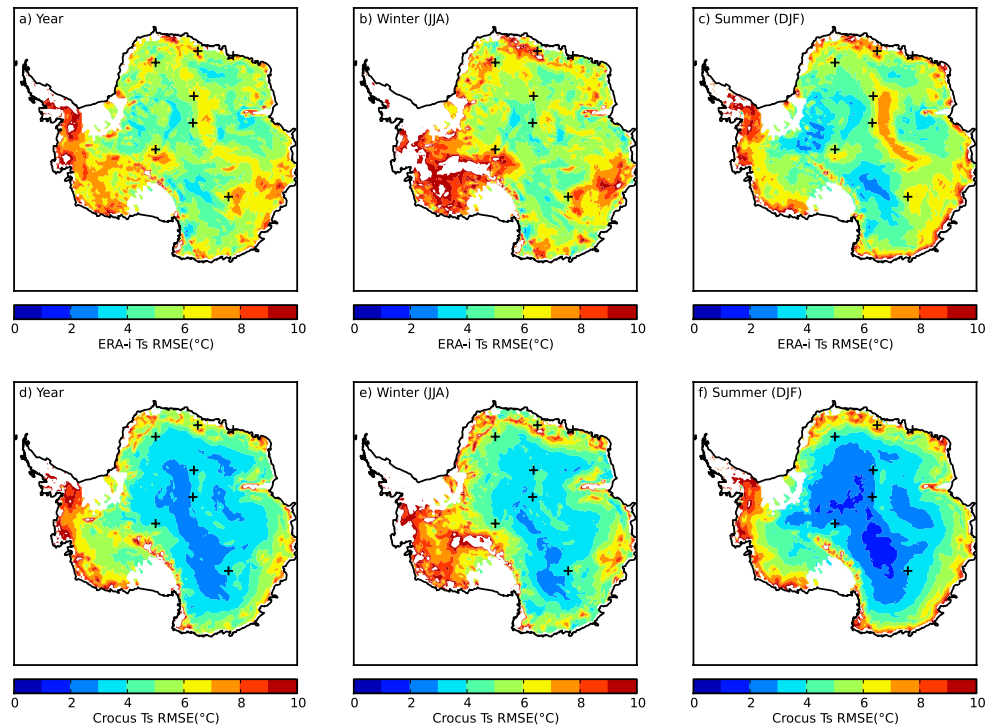 a) Year
b) Winter (JJA)
c) Summer (DJF)
0 2 4 6 8 10
ERA-i Ts RMSE(°C)
0 2 4 6 8 10
ERA-i Ts RMSE(°C)
0 2 4 6 8 10
ERA-i Ts RMSE(°C)
d) Year
e) Winter (JJA)
f) Summer (DJF)
0 2 4 6 8 10
Crocus Ts RMSE(°C)
0 2 4 6 8 10
Crocus Ts RMSE(°C)
0 2 4 6 8 10
Crocus Ts RMSE(°C)